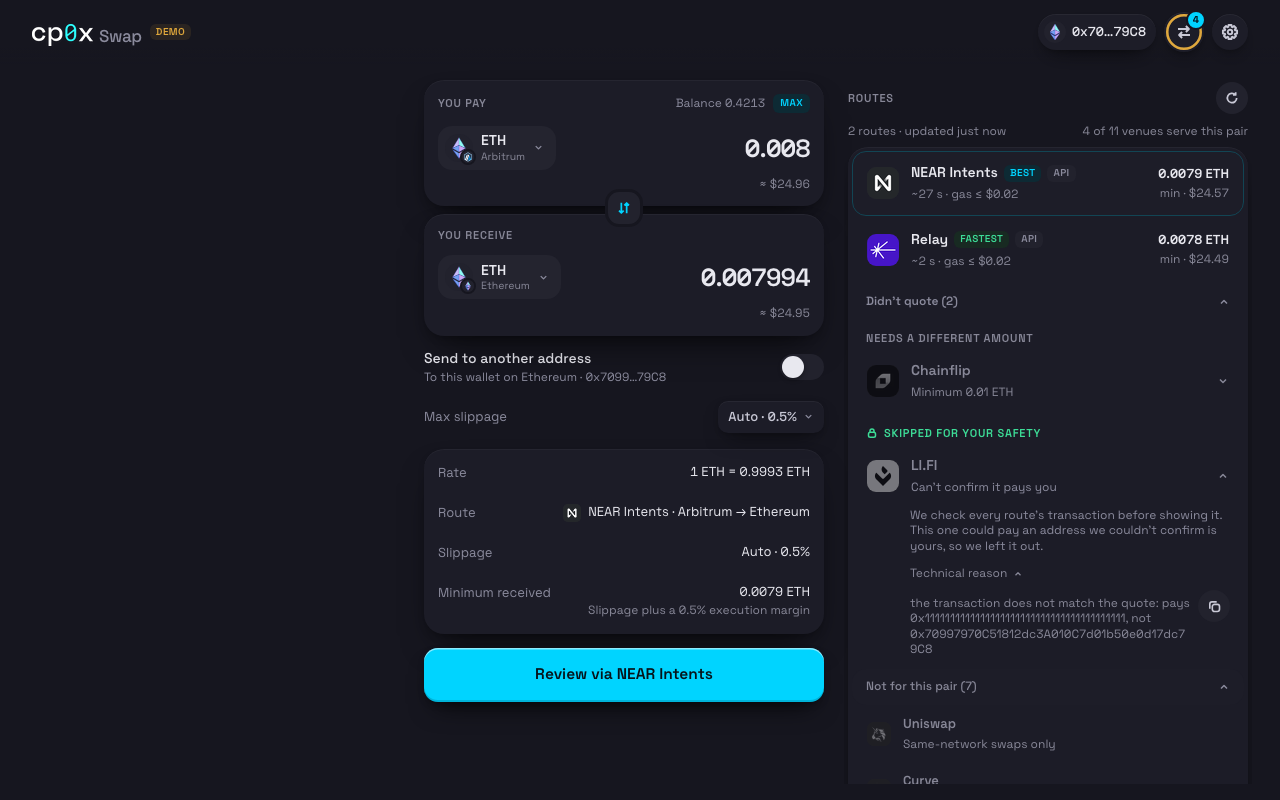 cp0x Swap DEMO
0x70…79C8
4
YOU PAY
Balance 0.4213 MAX
ETH
Arbitrum
0.008
≈ $24.96
YOU RECEIVE
ETH
Ethereum
0.007994
≈ $24.95
Send to another address
To this wallet on Ethereum · 0x7099…79C8
Max slippage
Auto · 0.5%
Rate
1 ETH = 0.9993 ETH
Route
NEAR Intents · Arbitrum → Ethereum
Slippage
Auto · 0.5%
Minimum received
0.0079 ETH
Slippage plus a 0.5% execution margin
Review via NEAR Intents
ROUTES
2 routes · updated just now
4 of 11 venues serve this pair
NEAR Intents BEST API
0.0079 ETH
~27 s · gas ≤ $0.02
min · $24.57
Relay FASTEST API
0.0078 ETH
~2 s · gas ≤ $0.02
min · $24.49
Didn't quote (2)
NEEDS A DIFFERENT AMOUNT
Chainflip
Minimum 0.01 ETH
SKIPPED FOR YOUR SAFETY
LI.FI
Can't confirm it pays you
We check every route's transaction before showing it.
This one could pay an address we couldn't confirm is
yours, so we left it out.
Technical reason
the transaction does not match the quote: pays
0x1111111111111111111111111111111111111111, not
0x70997970C51812dc3A010C7d01b50e0d17dc7
9C8
Not for this pair (7)
Uniswap
Same-network swaps only
Curve